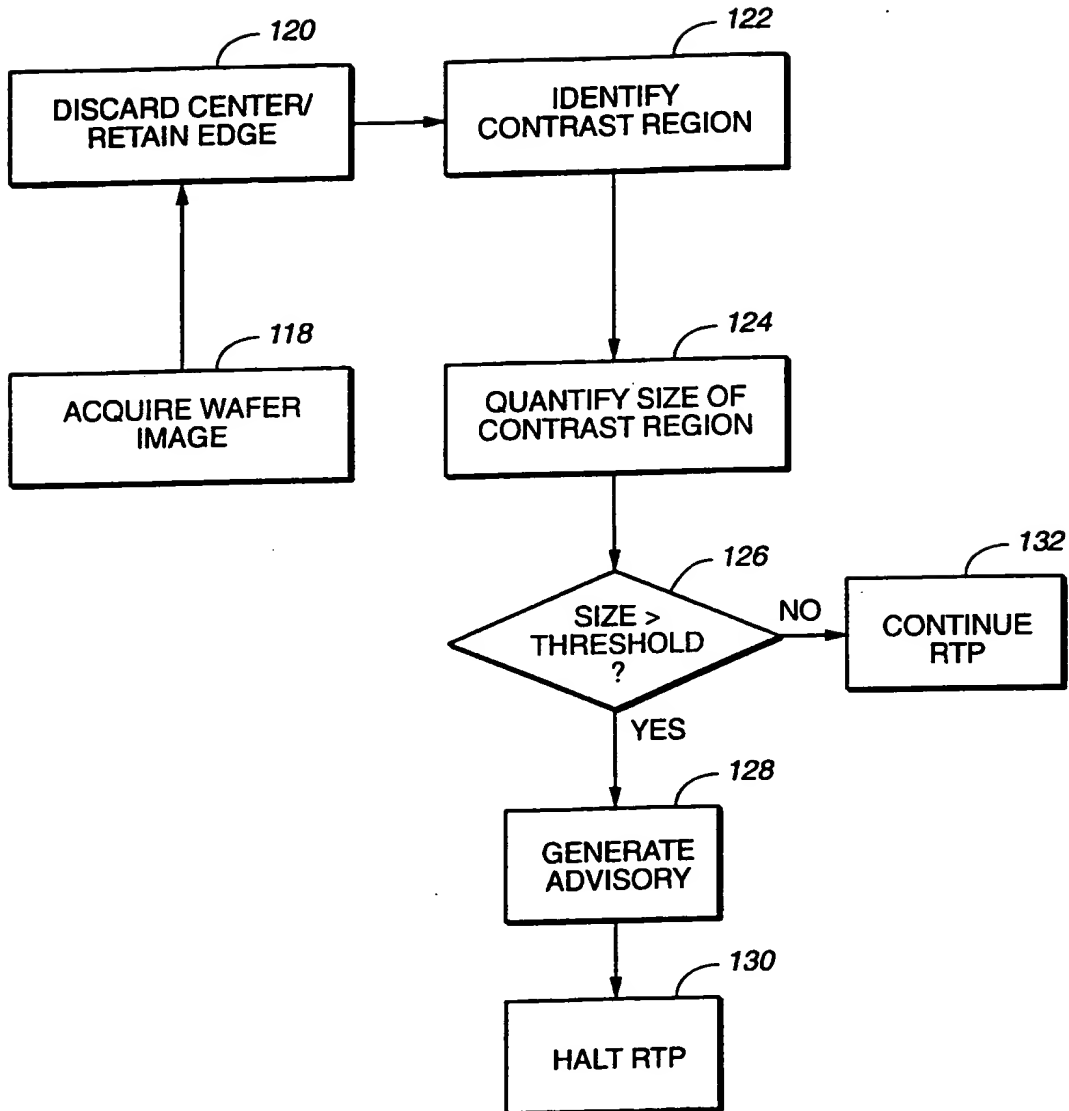 120
DISCARD CENTER/
RETAIN EDGE
122
IDENTIFY
CONTRAST REGION
118
ACQUIRE WAFER
IMAGE
124
QUANTIFY SIZE OF
CONTRAST REGION
126
SIZE >
THRESHOLD
?
NO
132
CONTINUE
RTP
YES
128
GENERATE
ADVISORY
130
HALT RTP